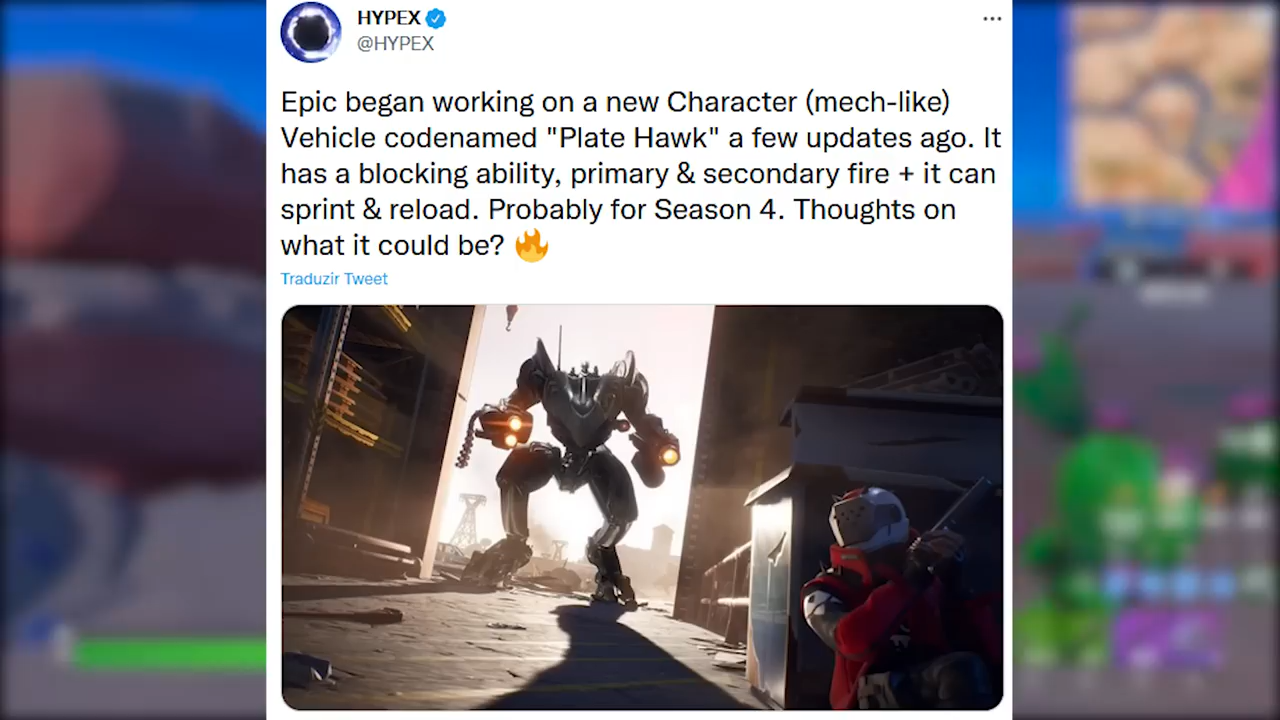 HYPEX
@HYPEX
Epic began working on a new Character (mech-like)
Vehicle codenamed "Plate Hawk" a few updates ago. It
has a blocking ability, primary & secondary fire + it can
sprint & reload. Probably for Season 4. Thoughts on
what it could be? 🔥
Traduzir Tweet